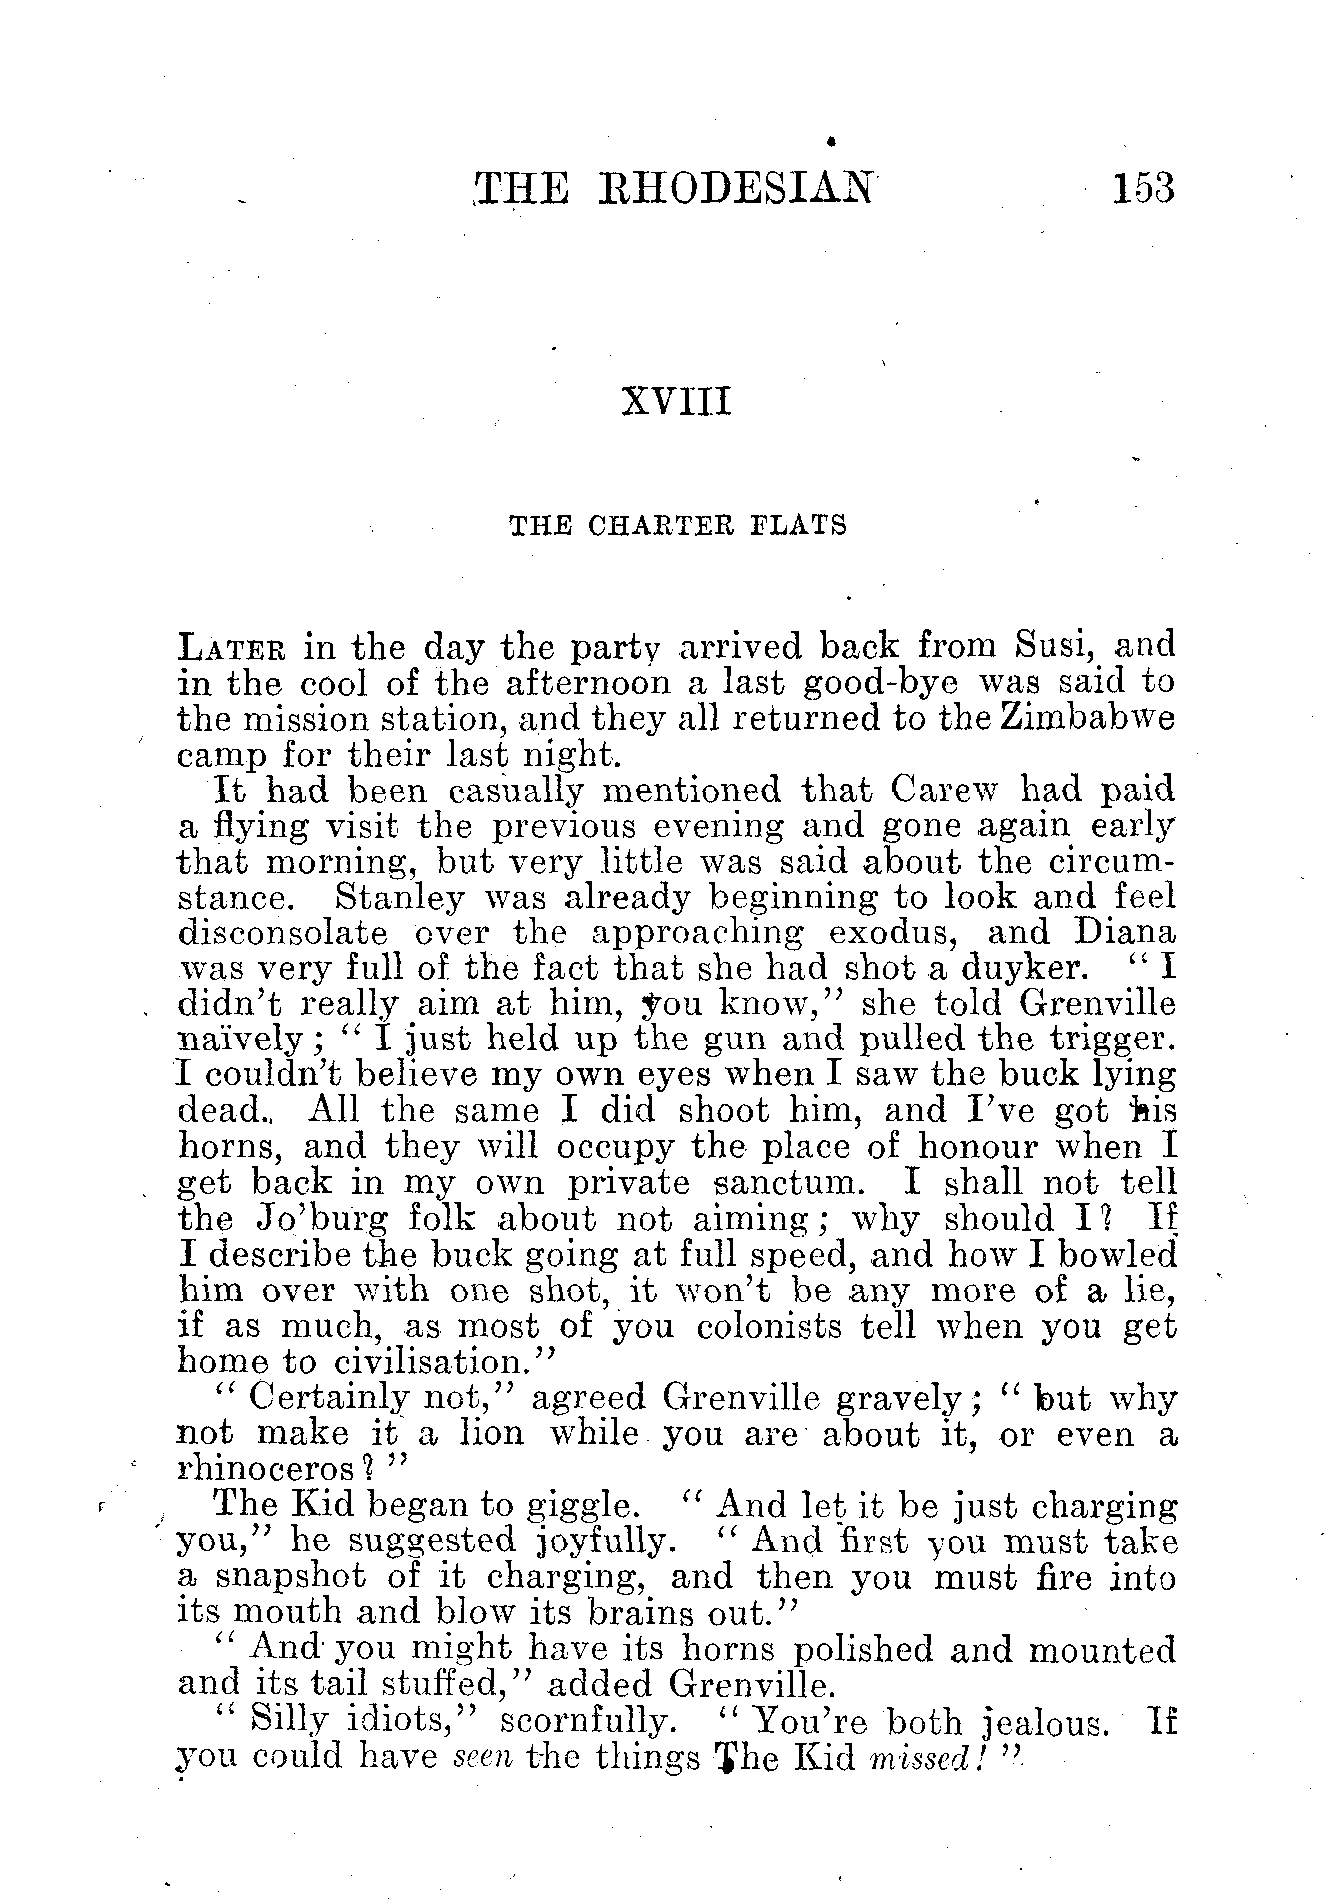 THE RHODESIAN 153
XVIII
THE CHARTER FLATS
LATER in the day the party arrived back from Susi, and
in the cool of the afternoon a last good-bye was said to
the mission station, and they all returned to the Zimbabwe
camp for their last night.
It had been casually mentioned that Carew had paid
a flying visit the previous evening and gone again early
that morning, but very little was said about the circum-
stance. Stanley was already beginning to look and feel
disconsolate over the approaching exodus, and Diana
was very full of the fact that she had shot a duyker. “ I
didn’t really aim at him, you know,” she told Grenville
naïvely ; “ I just held up the gun and pulled the trigger.
I couldn’t believe my own eyes when I saw the buck lying
dead. All the same I did shoot him, and I’ve got his
horns, and they will occupy the place of honour when I
get back in my own private sanctum. I shall not tell
the Jo’burg folk about not aiming ; why should I ? If
I describe the buck going at full speed, and how I bowled
him over with one shot, it won’t be any more of a lie,
if as much, as most of you colonists tell when you get
home to civilisation.”
“ Certainly not,” agreed Grenville gravely ; “ but why
not make it a lion while you are about it, or even a
rhinoceros ? ”
The Kid began to giggle. “ And let it be just charging
you,” he suggested joyfully. “ And first you must take
a snapshot of it charging, and then you must fire into
its mouth and blow its brains out.”
“ And you might have its horns polished and mounted
and its tail stuffed,” added Grenville.
“ Silly idiots,” scornfully. “ You’re both jealous. If
you could have seen the things The Kid missed ! ”